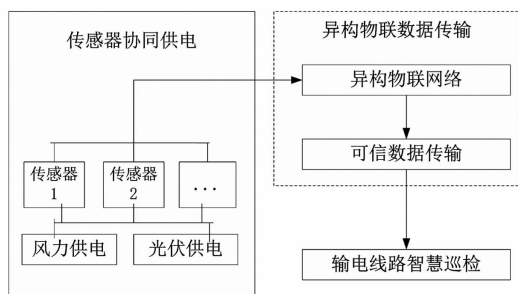 传感器协同供电
传感器
1
传感器
2
...
风力供电
光伏供电
异构物联数据传输
异构物联网络
可信数据传输
输电线路智慧巡检